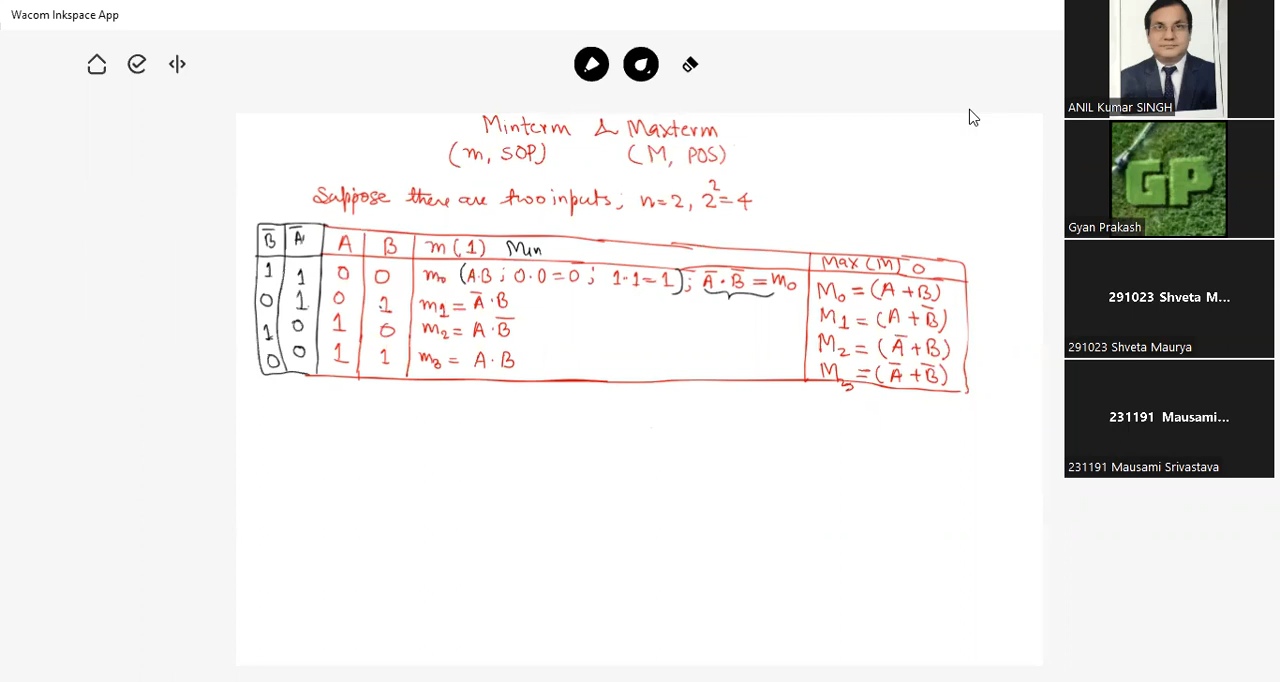 Wacom Inkspace App
Minterm & Maxterm
(m, SOP) (M, POS)
Suppose there are two inputs; n=2, 2²=4
B̅ A̅ A B m(1) Min Max(M) 0
1 1 0 0 m₀ (A·B ; 0·0=0 ; 1·1=1) ; A̅·B̅ = m₀ M₀ = (A+B)
0 1 0 1 m₁ = A̅·B M₁ = (A+B̅)
1 0 1 0 m₂ = A·B̅ M₂ = (A̅+B)
0 0 1 1 m₃ = A·B M₃ = (A̅+B̅)
ANIL Kumar SINGH
GP
Gyan Prakash
291023 Shveta M...
291023 Shveta Maurya
231191 Mausami...
231191 Mausami Srivastava